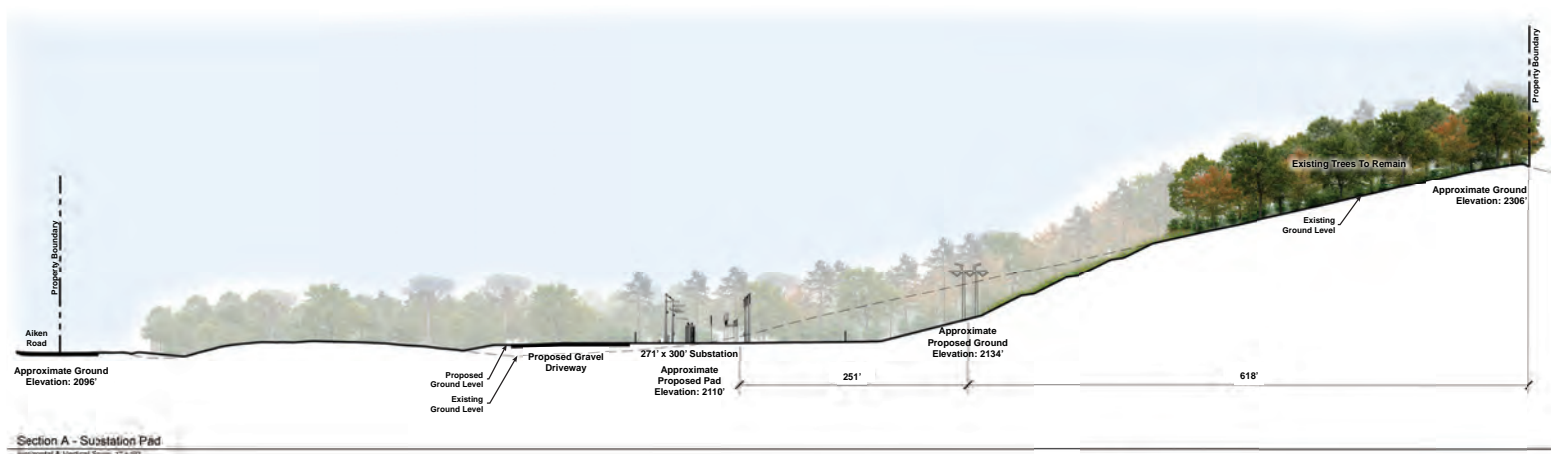 Property Boundary
Existing Trees To Remain
Approximate Ground
Elevation: 2306'
Existing
Ground Level
Property Boundary
Aiken
Road
Approximate Ground
Elevation: 2096'
Proposed
Ground Level
Existing
Ground Level
Proposed Gravel
Driveway
271' x 300' Substation
Approximate
Proposed Pad
Elevation: 2110'
Approximate
Proposed Ground
Elevation: 2134'
251'
618'
Section A - Substation Pad